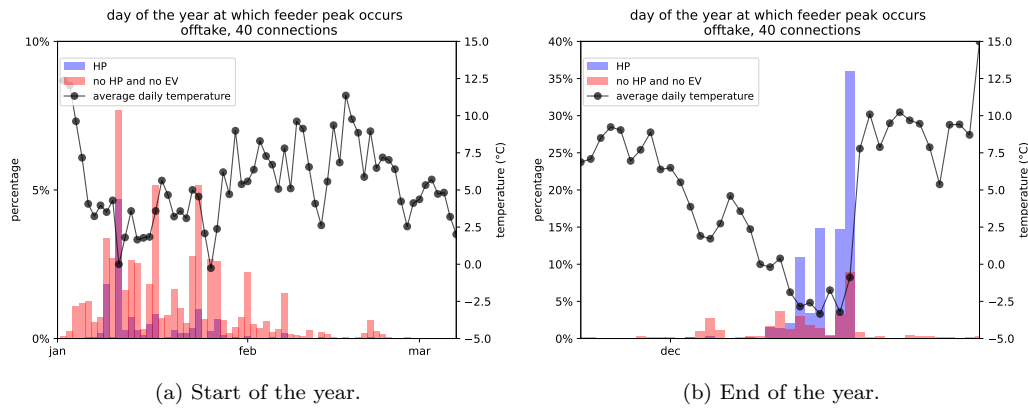 day of the year at which feeder peak occurs
offtake, 40 connections
10%
5%
0%
percentage
HP
no HP and no EV
average daily temperature
15.0
12.5
10.0
7.5
5.0
2.5
0.0
−2.5
−5.0
temperature (°C)
jan
feb
mar
(a) Start of the year.
day of the year at which feeder peak occurs
offtake, 40 connections
40%
35%
30%
25%
20%
15%
10%
5%
0%
percentage
HP
no HP and no EV
average daily temperature
15.0
12.5
10.0
7.5
5.0
2.5
0.0
−2.5
−5.0
temperature (°C)
dec
(b) End of the year.